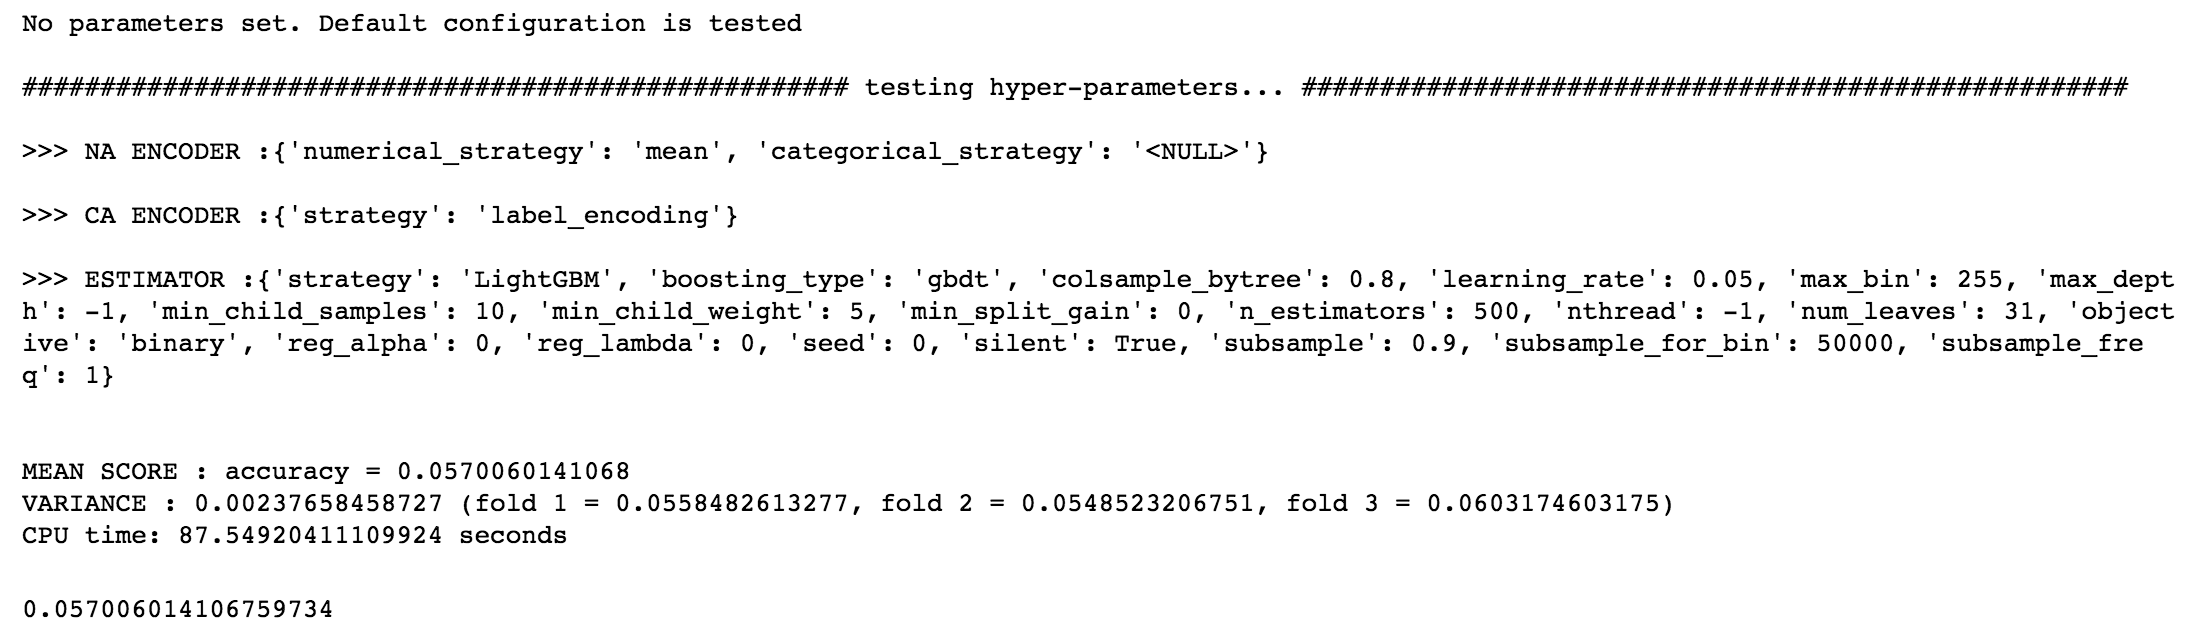 No parameters set. Default configuration is tested
##################################################### testing hyper-parameters... #####################################################
>>> NA ENCODER :{'numerical_strategy': 'mean', 'categorical_strategy': '<NULL>'}
>>> CA ENCODER :{'strategy': 'label_encoding'}
>>> ESTIMATOR :{'strategy': 'LightGBM', 'boosting_type': 'gbdt', 'colsample_bytree': 0.8, 'learning_rate': 0.05, 'max_bin': 255, 'max_dept
h': -1, 'min_child_samples': 10, 'min_child_weight': 5, 'min_split_gain': 0, 'n_estimators': 500, 'nthread': -1, 'num_leaves': 31, 'object
ive': 'binary', 'reg_alpha': 0, 'reg_lambda': 0, 'seed': 0, 'silent': True, 'subsample': 0.9, 'subsample_for_bin': 50000, 'subsample_fre
q': 1}
MEAN SCORE : accuracy = 0.0570060141068
VARIANCE : 0.00237658458727 (fold 1 = 0.0558482613277, fold 2 = 0.0548523206751, fold 3 = 0.0603174603175)
CPU time: 87.54920411109924 seconds
0.057006014106759734